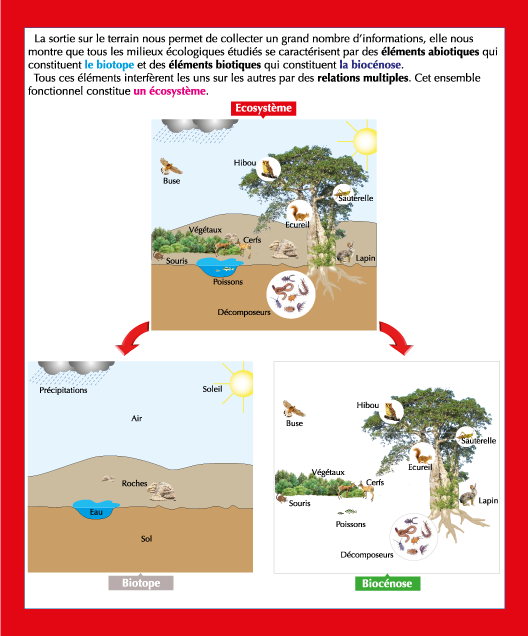 La sortie sur le terrain nous permet de collecter un grand nombre d'informations, elle nous
montre que tous les milieux écologiques étudiés se caractérisent par des éléments abiotiques qui
constituent le biotope et des éléments biotiques qui constituent la biocénose.
Tous ces éléments interfèrent les uns sur les autres par des relations multiples. Cet ensemble
fonctionnel constitue un écosystème.
Ecosystème
Hibou
Buse
Sauterelle
Ecureil
Végétaux
Cerfs
Souris
Lapin
Poissons
Décomposeurs
Précipitations
Soleil
Air
Roches
Eau
Sol
Biotope
Hibou
Buse
Sauterelle
Ecureil
Végétaux
Cerfs
Souris
Lapin
Poissons
Décomposeurs
Biocénose